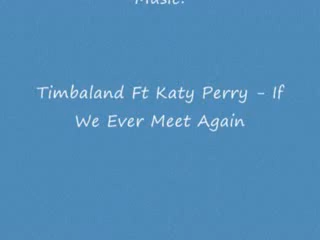 Music:
Timbaland Ft Katy Perry - If
We Ever Meet Again